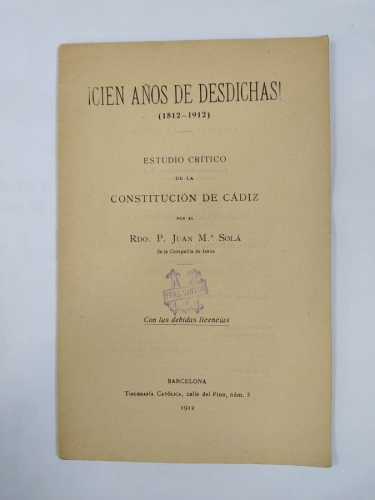 ¡CIEN AÑOS DE DESDICHAS!
(1812-1912)
ESTUDIO CRÍTICO
DE LA
CONSTITUCIÓN DE CÁDIZ
POR EL
RDO. P. JUAN M.ª SOLÁ
de la Compañía de Jesús
Con las debidas licencias
BARCELONA
TIPOGRAFÍA CATÓLICA, calle del Pino, núm. 5
1912